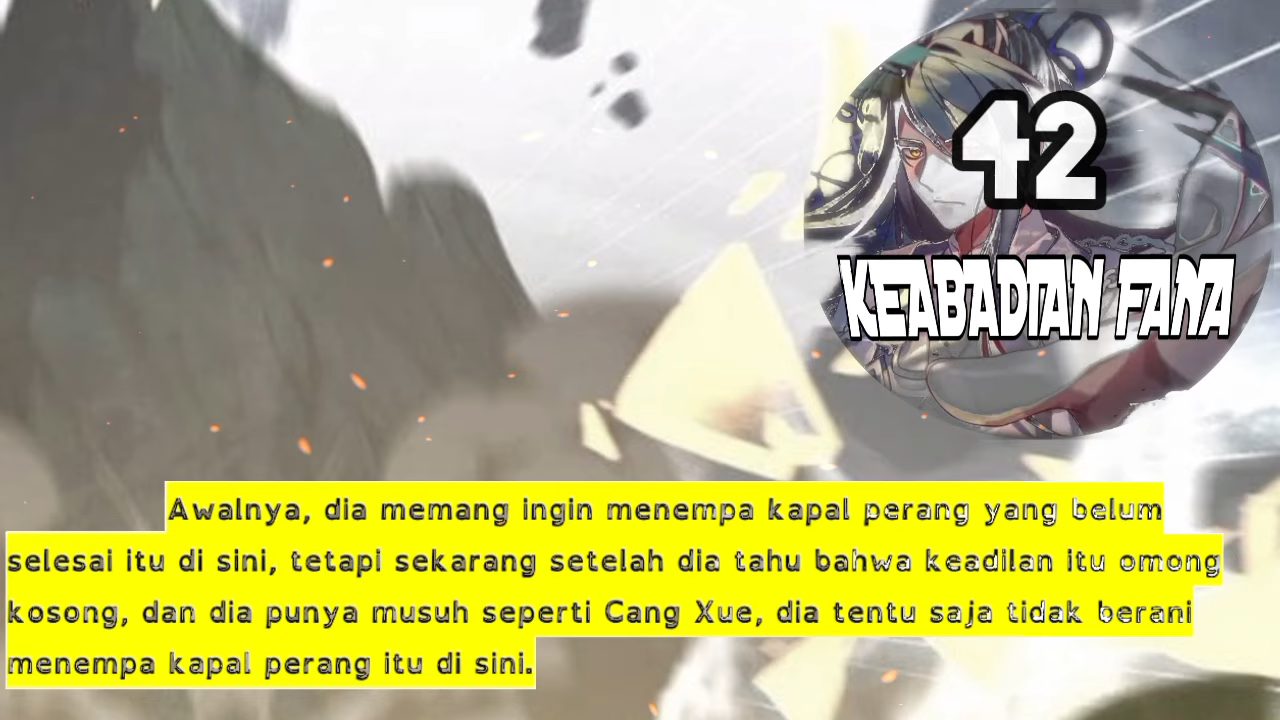 42
KEABADIAN FANA
Awalnya, dia memang ingin menempa kapal perang yang belum
selesai itu di sini, tetapi sekarang setelah dia tahu bahwa keadilan itu omong
kosong, dan dia punya musuh seperti Cang Xue, dia tentu saja tidak berani
menempa kapal perang itu di sini.